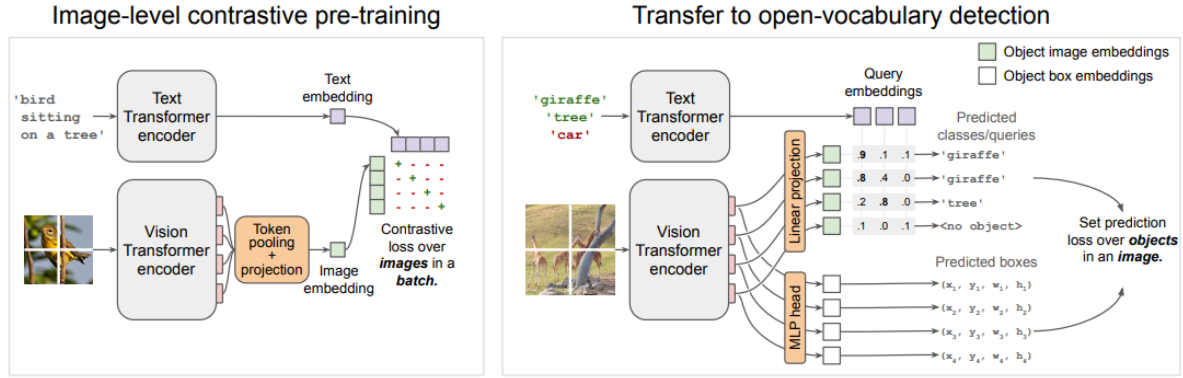 Image-level contrastive pre-training
'bird
sitting
on a tree'
Text
Transformer
encoder
Text
embedding
+ - - -
- + - -
- - + -
- - - +
Vision
Transformer
encoder
Token
pooling
+
projection
Image
embedding
Contrastive
loss over
images in a
batch.
Transfer to open-vocabulary detection
Object image embeddings
Object box embeddings
'giraffe'
'tree'
'car'
Text
Transformer
encoder
Query
embeddings
Predicted
classes/queries
Linear projection
.9 .1 .1 'giraffe'
.8 .4 .0 'giraffe'
.2 .8 .0 'tree'
.1 .0 .1 <no object>
Vision
Transformer
encoder
Set prediction
loss over objects
in an image.
Predicted boxes
MLP head
(x₁, y₁, w₁, h₁)
(x₂, y₂, w₂, h₂)
(x₃, y₃, w₃, h₃)
(x₄, y₄, w₄, h₄)